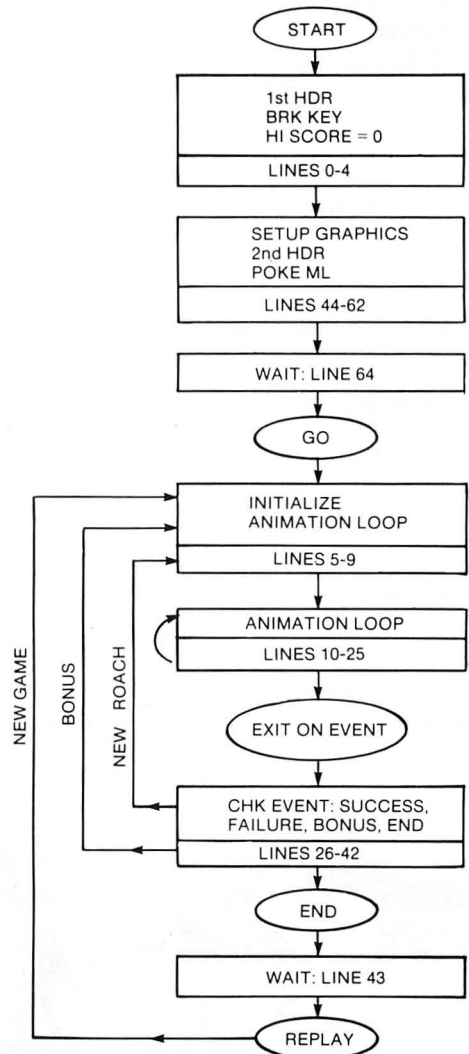 START
1st HDR
BRK KEY
HI SCORE = 0
LINES 0-4
SETUP GRAPHICS
2nd HDR
POKE ML
LINES 44-62
WAIT: LINE 64
GO
INITIALIZE
ANIMATION LOOP
LINES 5-9
ANIMATION LOOP
LINES 10-25
EXIT ON EVENT
NEW GAME
BONUS
NEW ROACH
CHK EVENT: SUCCESS,
FAILURE, BONUS, END
LINES 26-42
END
WAIT: LINE 43
REPLAY